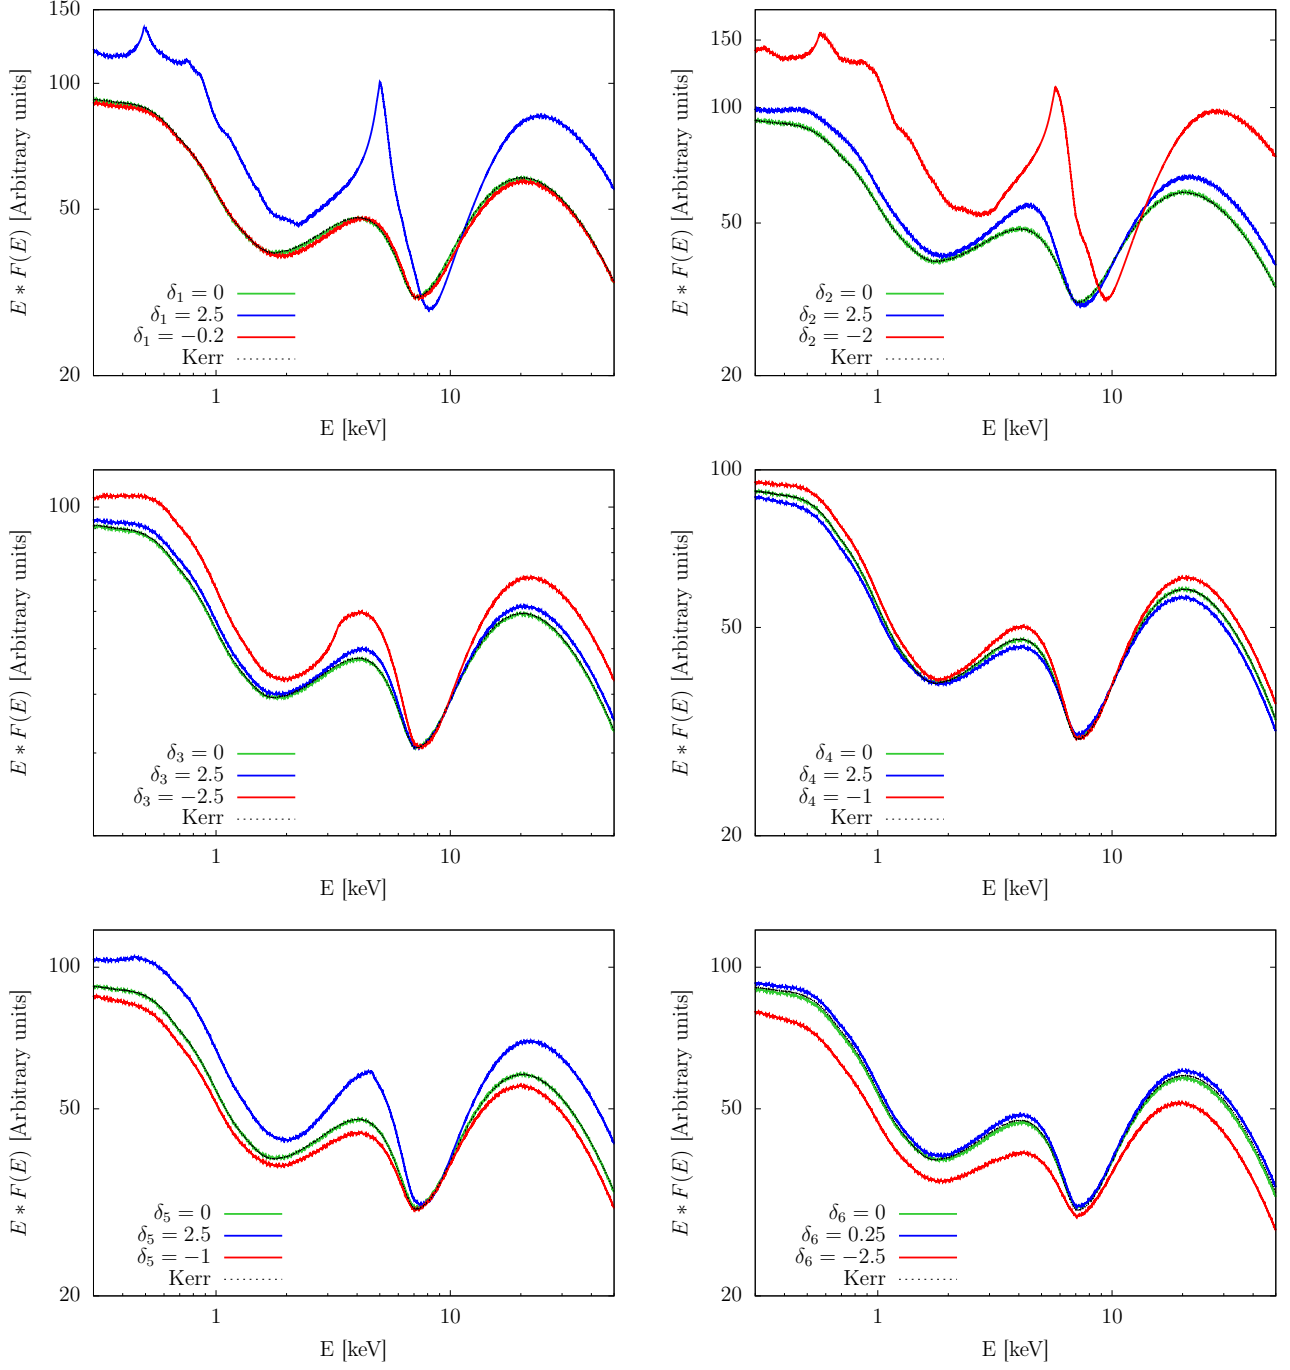 150
100
50
20
E ∗ F(E) [Arbitrary units]
δ₁ = 0
δ₁ = 2.5
δ₁ = −0.2
Kerr
1 10
E [keV]
150
100
50
20
E ∗ F(E) [Arbitrary units]
δ₂ = 0
δ₂ = 2.5
δ₂ = −2
Kerr
1 10
E [keV]
100
E ∗ F(E) [Arbitrary units]
δ₃ = 0
δ₃ = 2.5
δ₃ = −2.5
Kerr
1 10
E [keV]
100
50
20
E ∗ F(E) [Arbitrary units]
δ₄ = 0
δ₄ = 2.5
δ₄ = −1
Kerr
1 10
E [keV]
100
50
20
E ∗ F(E) [Arbitrary units]
δ₅ = 0
δ₅ = 2.5
δ₅ = −1
Kerr
1 10
E [keV]
100
50
20
E ∗ F(E) [Arbitrary units]
δ₆ = 0
δ₆ = 0.25
δ₆ = −2.5
Kerr
1 10
E [keV]